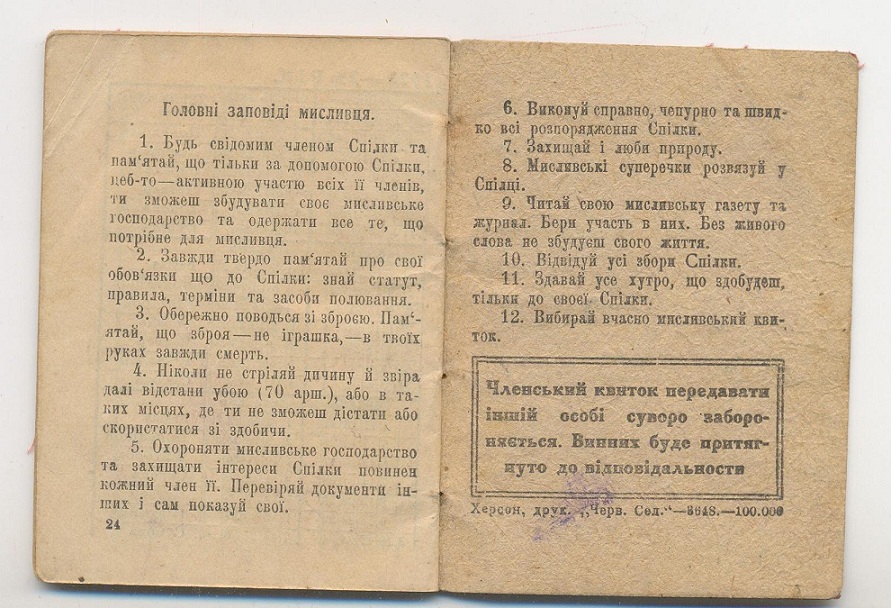 Головні заповіді мисливця.
1. Будь свідомим членом Спілки та
пам‘ятай, що тільки за допомогою Спілки,
цеб-то—активною участю всіх її членів,
ти зможеш збудувати своє мисливське
господарство та одержати все те, що
потрібне для мисливця.
2. Завжди твердо пам‘ятай про свої
обов‘язки що до Спілки: знай статут,
правила, терміни та засоби полювання.
3. Обережно поводься зі зброєю. Пам‘-
ятай, що зброя—не іграшка,—в твоїх
руках завжди смерть.
4. Ніколи не стріляй дичину й звіра
далі відстани убою (70 арш.), або в та-
ких місцях, де ти не зможеш дістати або
скористатися зі здобичи.
5. Охороняти мисливське господарство
та захищати інтереси Спілки повинен
кожний член її. Перевіряй документи ін-
ших і сам показуй свої.
24
6. Виконуй справно, чепурно та швид-
ко всі розпорядження Спілки.
7. Захищай і люби природу.
8. Мисливські суперечки розвязуй у
Спілці.
9. Читай свою мисливську газету та
журнал. Бери участь в них. Без живого
слова не збудуєш свого життя.
10. Відвідуй усі збори Спілки.
11. Здавай усе хутро, що здобудеш,
тільки до своєї Спілки.
12. Вибирай вчасно мисливський кви-
ток.
Членський квиток передавати
іншій особі суворо заборо-
няється. Винних буде притяг-
нуто до відповідальности
Херсон, друк. „Черв. Сел.“—3648.—100.000